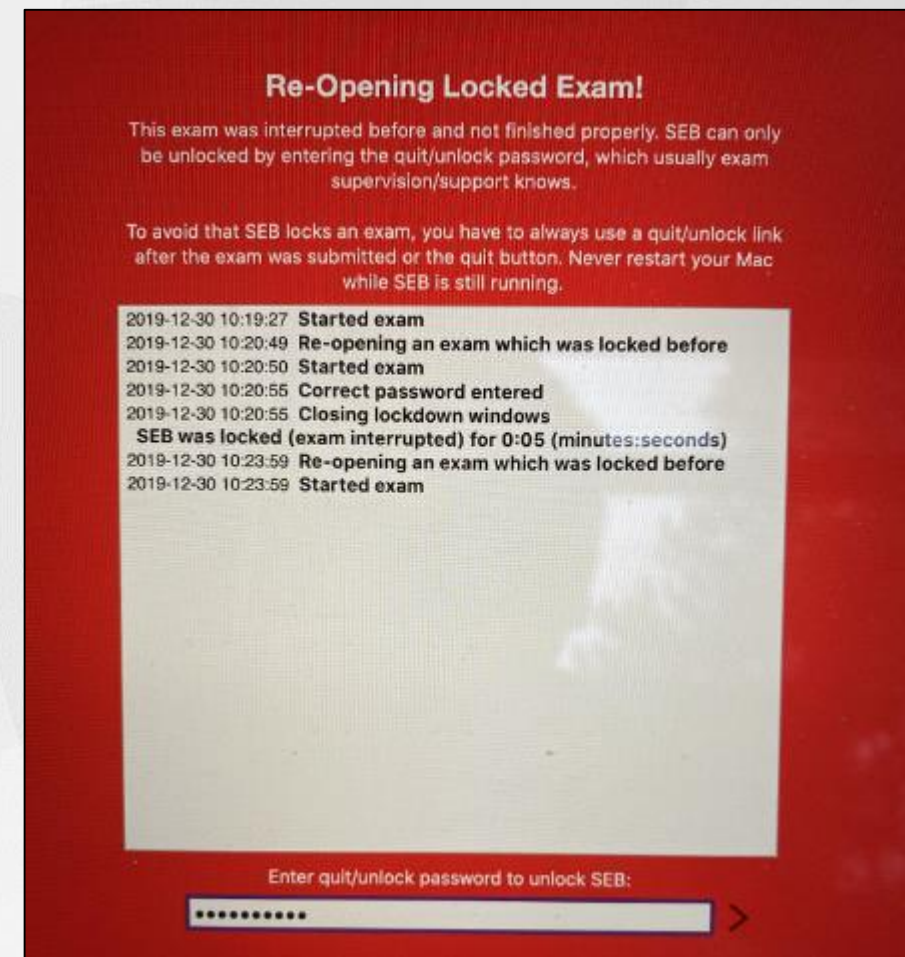 Re-Opening Locked Exam!
This exam was interrupted before and not finished properly. SEB can only
be unlocked by entering the quit/unlock password, which usually exam
supervision/support knows.
To avoid that SEB locks an exam, you have to always use a quit/unlock link
after the exam was submitted or the quit button. Never restart your Mac
while SEB is still running.
2019-12-30 10:19:27 Started exam
2019-12-30 10:20:49 Re-opening an exam which was locked before
2019-12-30 10:20:50 Started exam
2019-12-30 10:20:55 Correct password entered
2019-12-30 10:20:55 Closing lockdown windows
SEB was locked (exam interrupted) for 0:05 (minutes:seconds)
2019-12-30 10:23:59 Re-opening an exam which was locked before
2019-12-30 10:23:59 Started exam
Enter quit/unlock password to unlock SEB:
••••••••••